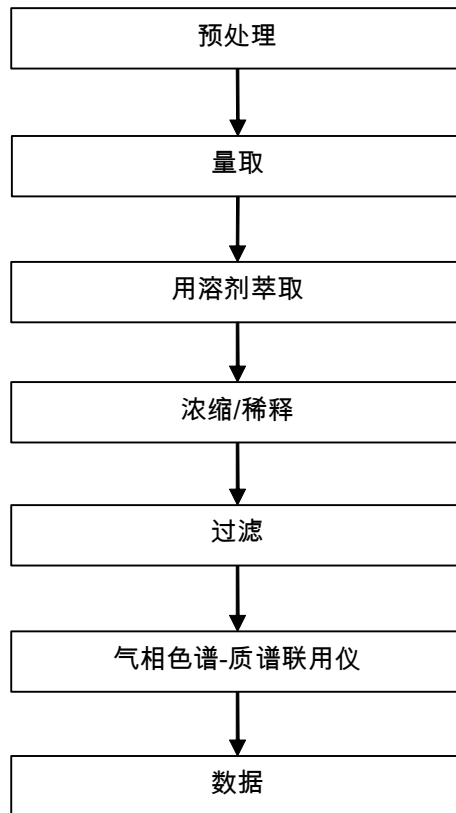 预处理
量取
用溶剂萃取
浓缩/稀释
过滤
气相色谱-质谱联用仪
数据